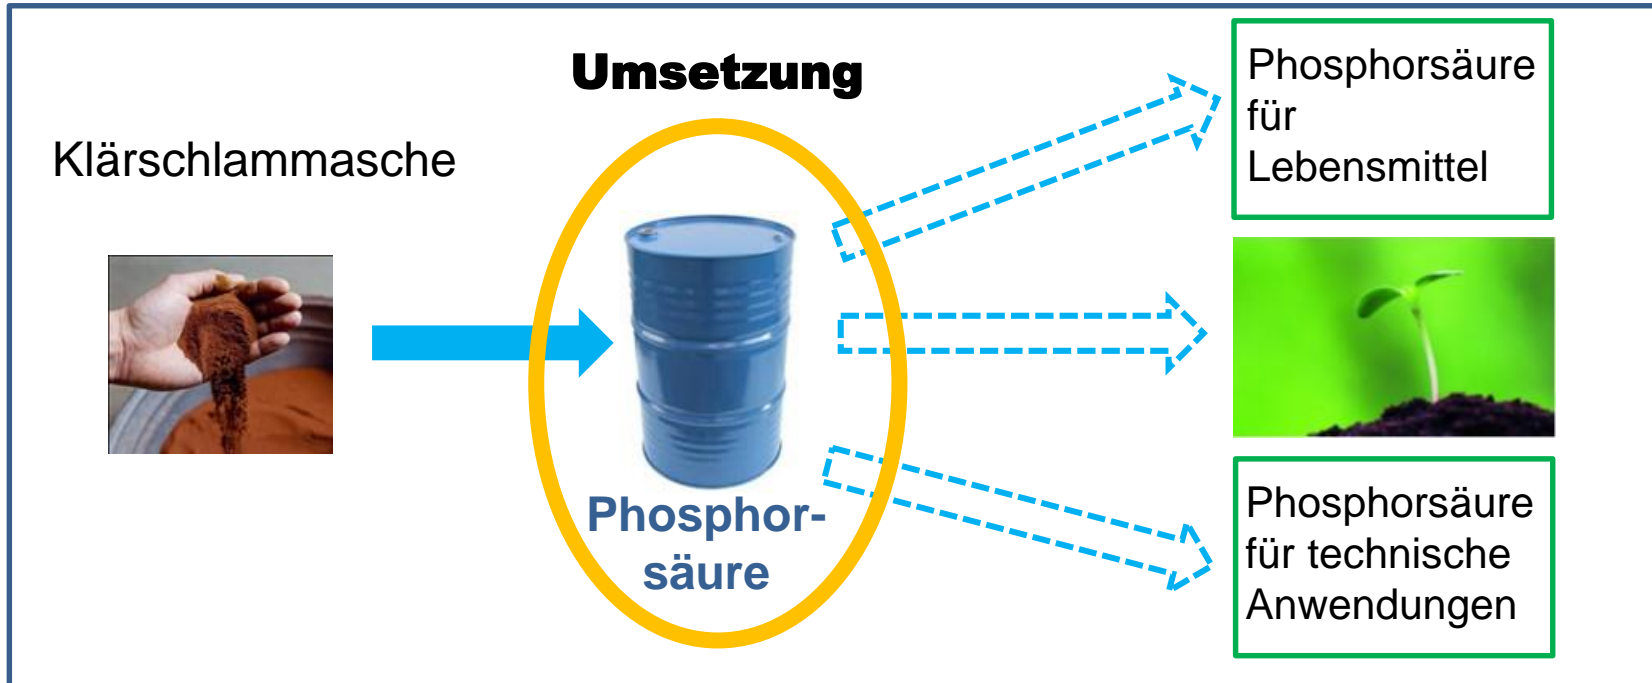 Umsetzung
Klärschlammasche
Phosphor-
säure
Phosphorsäure
für
Lebensmittel
Phosphorsäure
für technische
Anwendungen